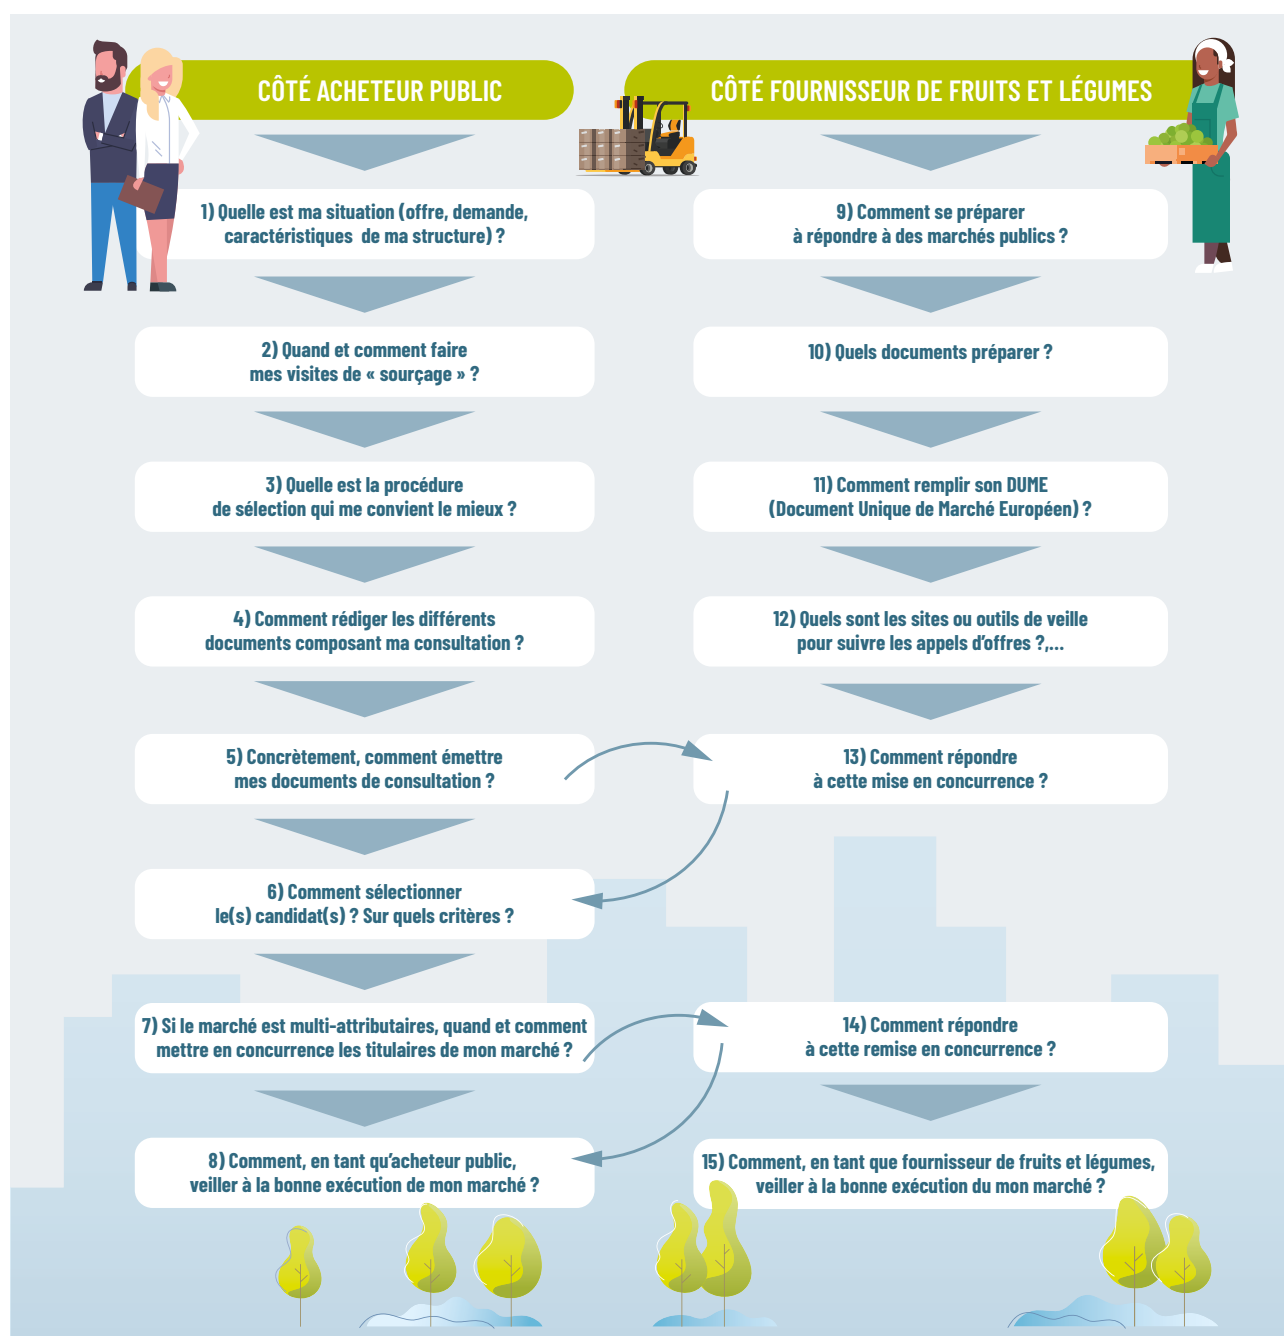 CÔTÉ ACHETEUR PUBLIC
1) Quelle est ma situation (offre, demande,
caractéristiques de ma structure) ?
2) Quand et comment faire
mes visites de « sourçage » ?
3) Quelle est la procédure
de sélection qui me convient le mieux ?
4) Comment rédiger les différents
documents composant ma consultation ?
5) Concrètement, comment émettre
mes documents de consultation ?
6) Comment sélectionner
le(s) candidat(s) ? Sur quels critères ?
7) Si le marché est multi-attributaires, quand et comment
mettre en concurrence les titulaires de mon marché ?
8) Comment, en tant qu’acheteur public,
veiller à la bonne exécution de mon marché ?
CÔTÉ FOURNISSEUR DE FRUITS ET LÉGUMES
9) Comment se préparer
à répondre à des marchés publics ?
10) Quels documents préparer ?
11) Comment remplir son DUME
(Document Unique de Marché Européen) ?
12) Quels sont les sites ou outils de veille
pour suivre les appels d’offres ?,...
13) Comment répondre
à cette mise en concurrence ?
14) Comment répondre
à cette remise en concurrence ?
15) Comment, en tant que fournisseur de fruits et légumes,
veiller à la bonne exécution du mon marché ?